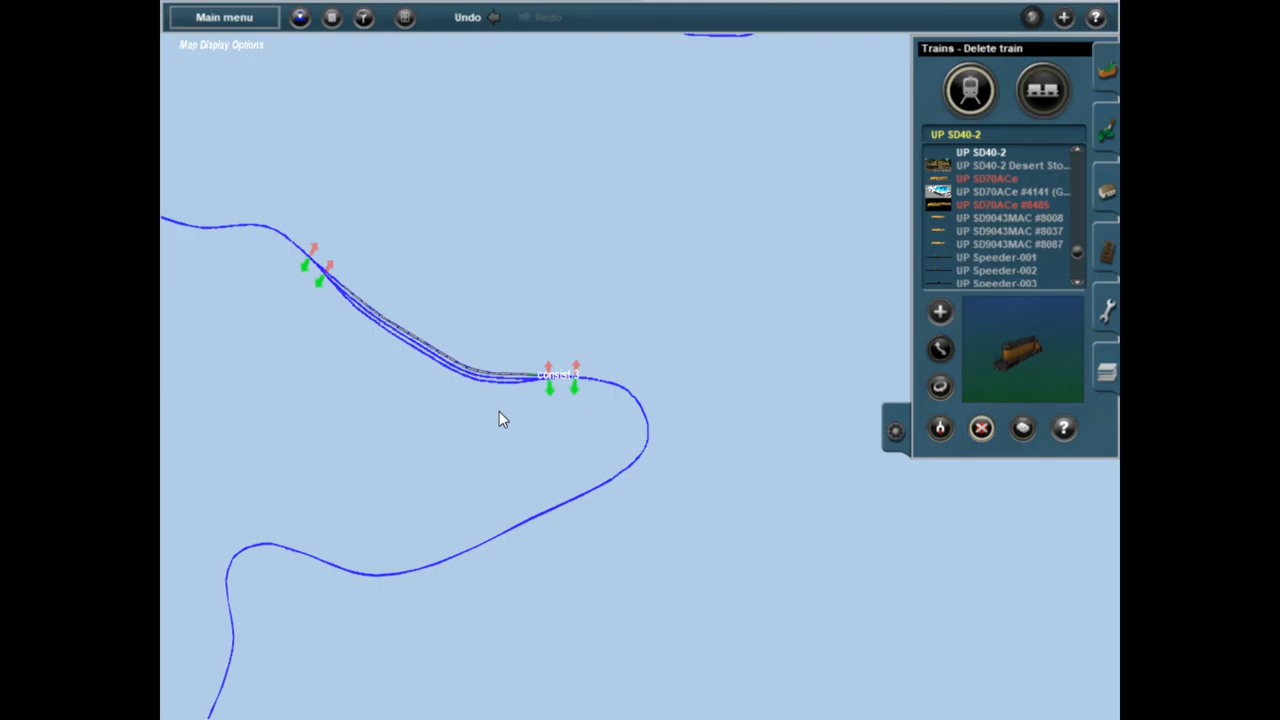 Main menu
Undo
Redo
Map Display Options
Trains - Delete train
UP SD40-2
UP SD40-2
UP SD40-2 Desert Sto...
UP SD70ACe
UP SD70ACe #4141 (G...
UP SD70ACe #8485
UP SD9043MAC #8008
UP SD9043MAC #8037
UP SD9043MAC #8087
UP Speeder-001
UP Speeder-002
UP Speeder-003
consist 3